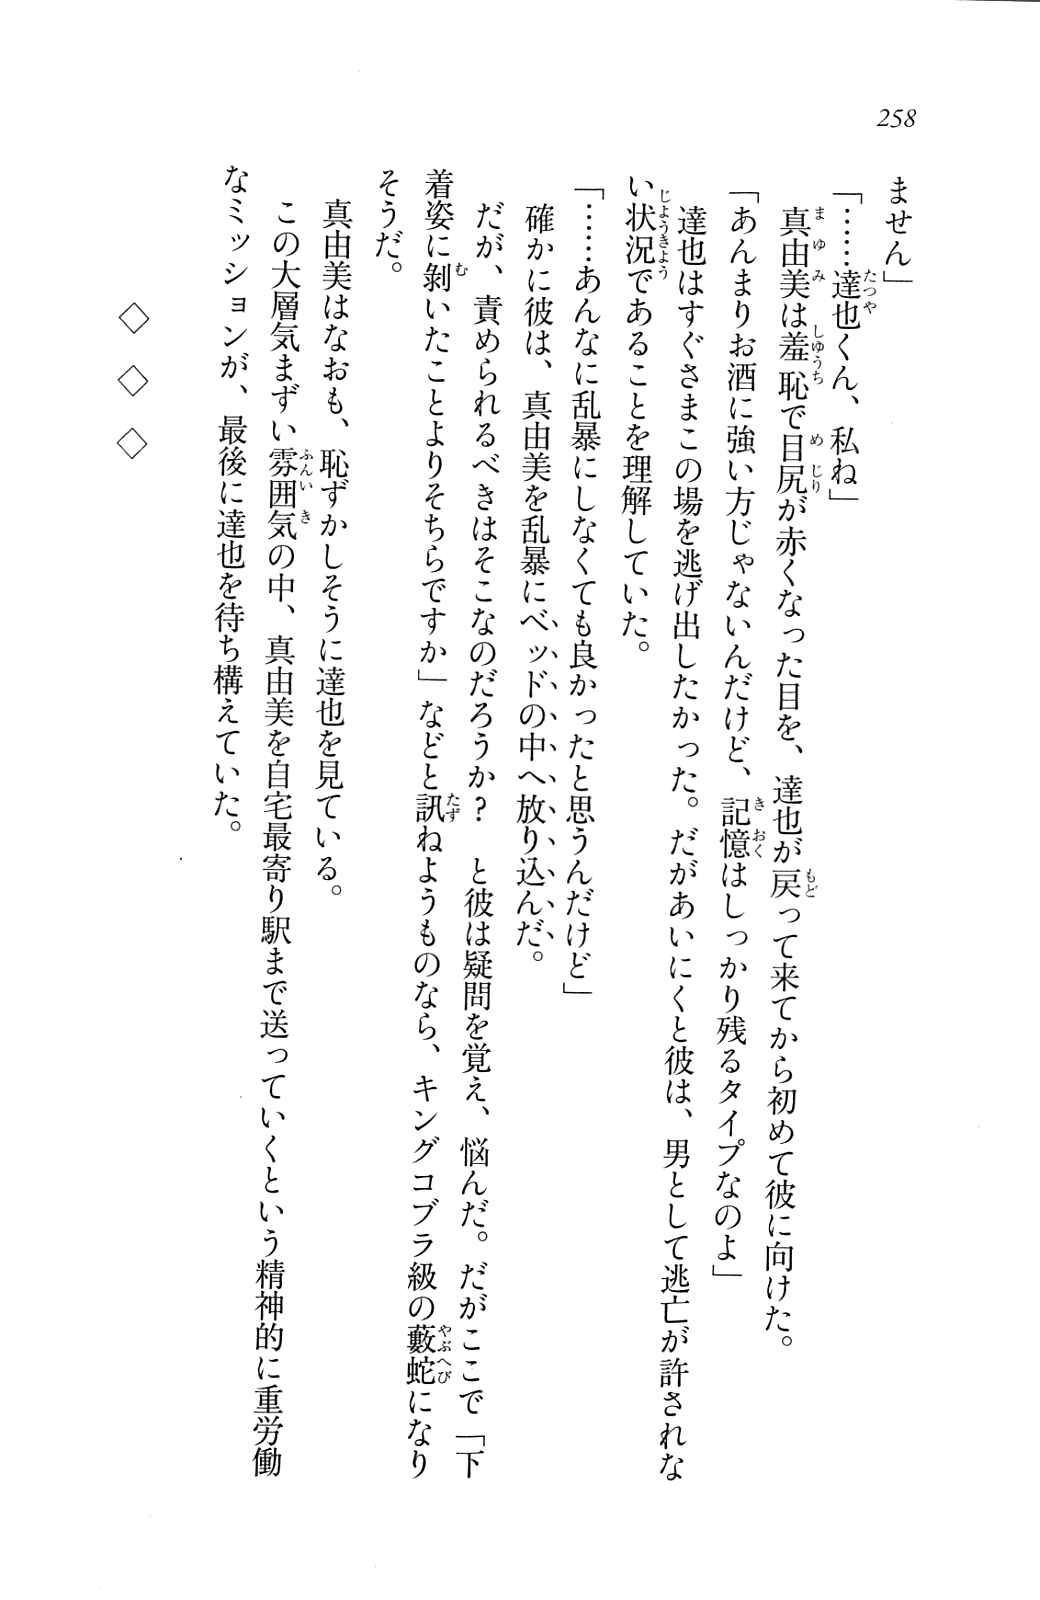 258
ません」
「……達也くん、私ね」
真由美は羞恥で目尻が赤くなった目を、達也が戻って来てから初めて彼に向けた。
「あんまりお酒に強い方じゃないんだけど、記憶はしっかり残るタイプなのよ」
達也はすぐさまこの場を逃げ出したかった。だがあいにくと彼は、男として逃亡が許されな
い状況であることを理解していた。
「……あんなに乱暴にしなくても良かったと思うんだけど」
確かに彼は、真由美を乱暴にベッドの中へ放り込んだ。
だが、責められるべきはそこなのだろうか?　と彼は疑問を覚え、悩んだ。だがここで「下
着姿に剝いたことよりそちらですか」などと訊ねようものなら、キングコブラ級の藪蛇になり
そうだ。
真由美はなおも、恥ずかしそうに達也を見ている。
この大層気まずい雰囲気の中、真由美を自宅最寄り駅まで送っていくという精神的に重労働
なミッションが、最後に達也を待ち構えていた。
◇　◇　◇